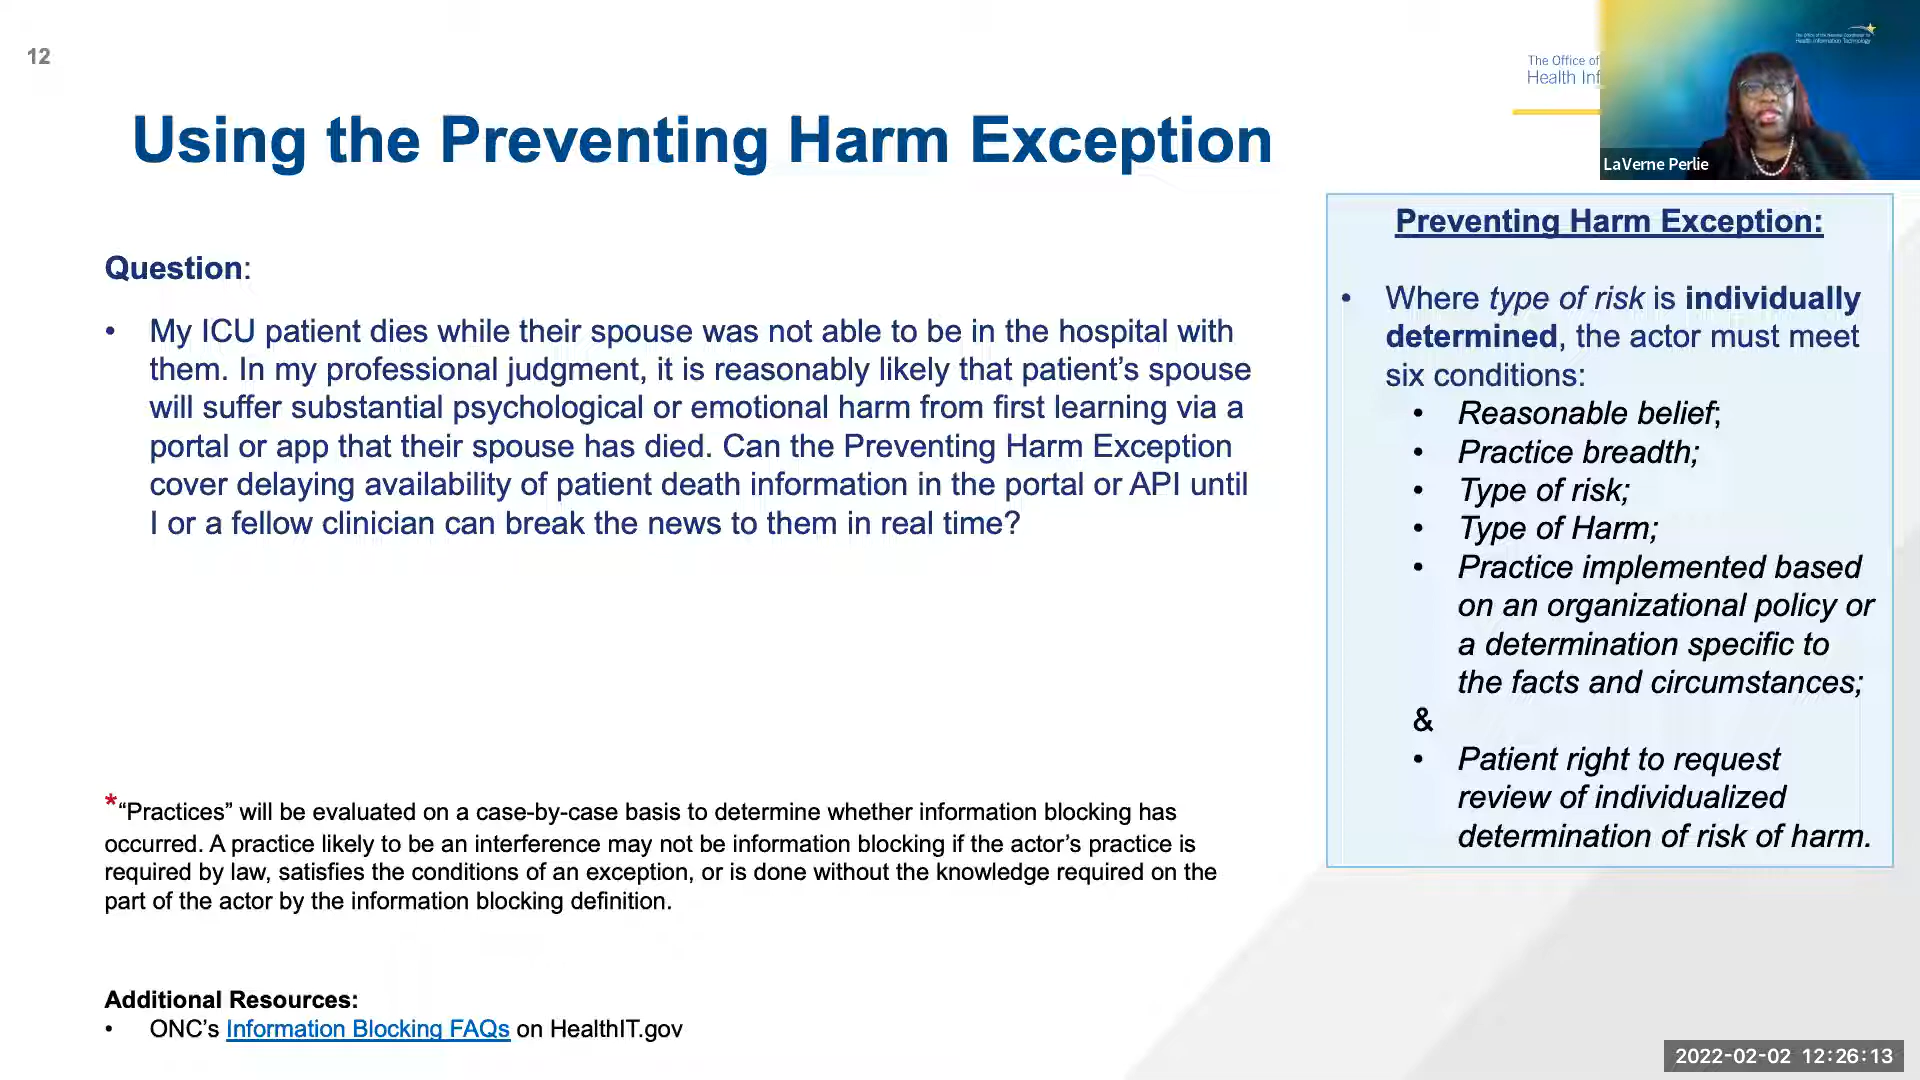 12
The Office of
Health Inf
The Office of the National Coordinator for
Health Information Technology
LaVerne Perlie
Using the Preventing Harm Exception
Question:
• My ICU patient dies while their spouse was not able to be in the hospital with
them. In my professional judgment, it is reasonably likely that patient’s spouse
will suffer substantial psychological or emotional harm from first learning via a
portal or app that their spouse has died. Can the Preventing Harm Exception
cover delaying availability of patient death information in the portal or API until
I or a fellow clinician can break the news to them in real time?
*“Practices” will be evaluated on a case-by-case basis to determine whether information blocking has
occurred. A practice likely to be an interference may not be information blocking if the actor’s practice is
required by law, satisfies the conditions of an exception, or is done without the knowledge required on the
part of the actor by the information blocking definition.
Additional Resources:
• ONC’s Information Blocking FAQs on HealthIT.gov
Preventing Harm Exception:
• Where type of risk is individually
determined, the actor must meet
six conditions:
• Reasonable belief;
• Practice breadth;
• Type of risk;
• Type of Harm;
• Practice implemented based
on an organizational policy or
a determination specific to
the facts and circumstances;
&
• Patient right to request
review of individualized
determination of risk of harm.
2022-02-02 12:26:13